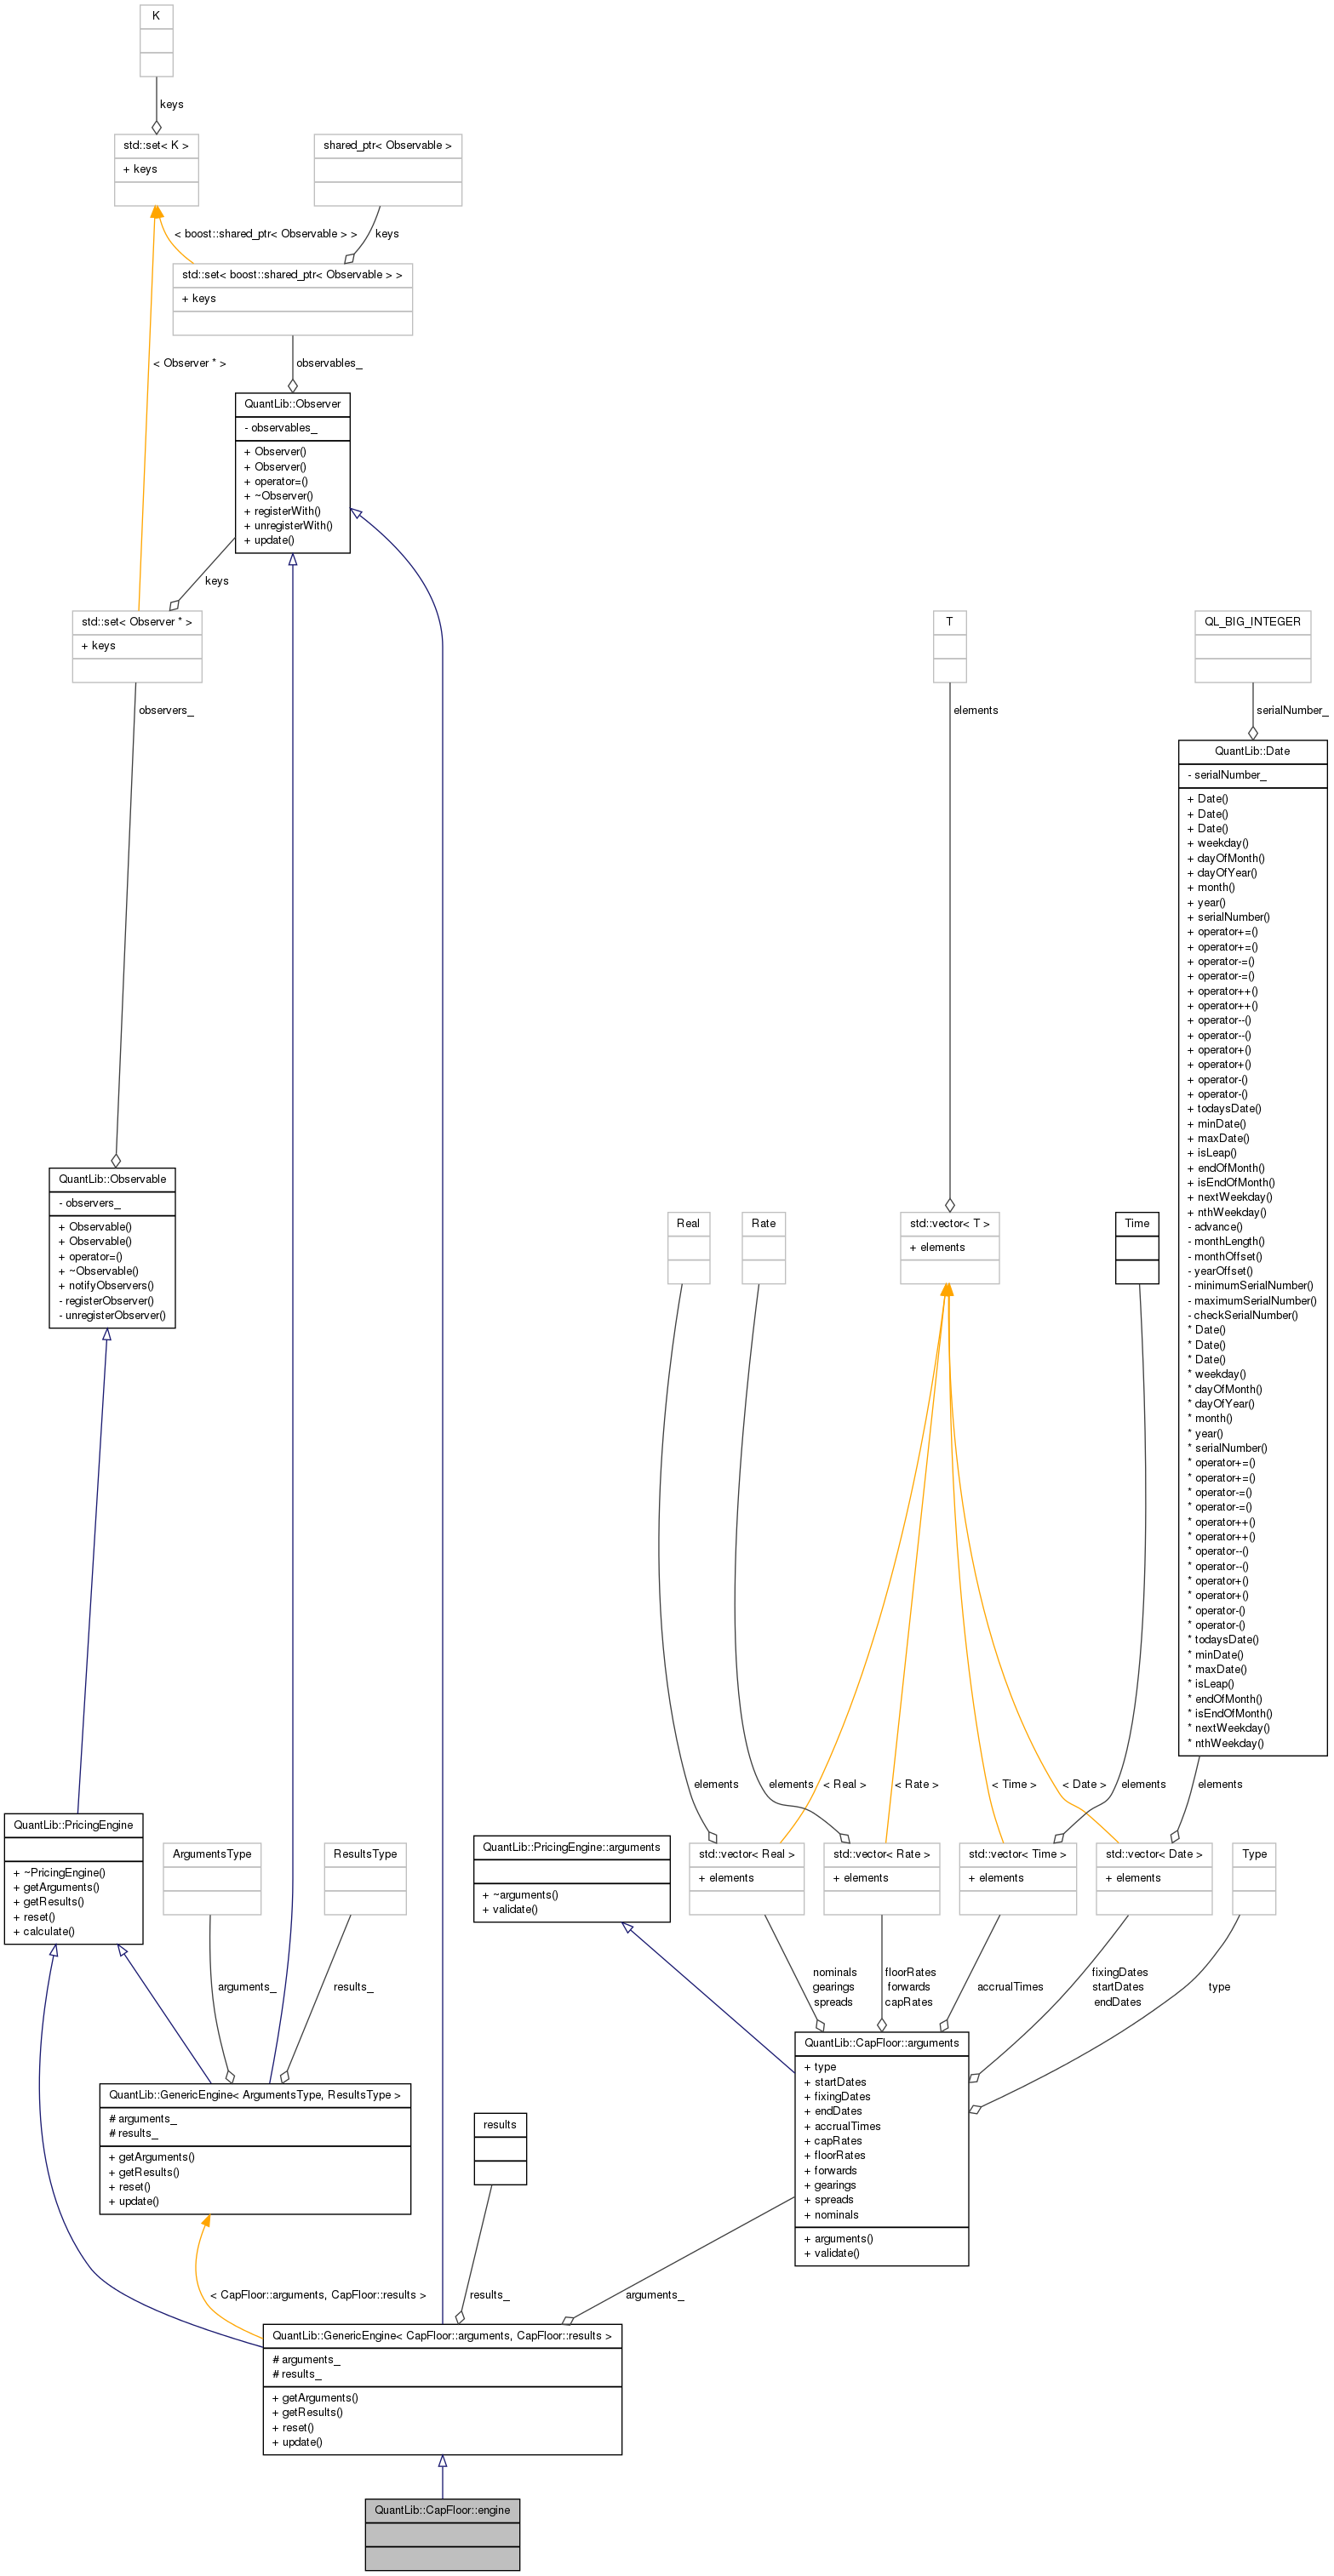 K
keys
std::set< K >
+ keys
shared_ptr< Observable >
< boost::shared_ptr< Observable > >
keys
std::set< boost::shared_ptr< Observable > >
+ keys
< Observer * >
observables_
QuantLib::Observer
- observables_
+ Observer()
+ Observer()
+ operator=()
+ ~Observer()
+ registerWith()
+ unregisterWith()
+ update()
keys
std::set< Observer * >
+ keys
observers_
T
elements
QL_BIG_INTEGER
serialNumber_
QuantLib::Date
- serialNumber_
+ Date()
+ Date()
+ Date()
+ weekday()
+ dayOfMonth()
+ dayOfYear()
+ month()
+ year()
+ serialNumber()
+ operator+=()
+ operator+=()
+ operator-=()
+ operator-=()
+ operator++()
+ operator++()
+ operator--()
+ operator--()
+ operator+()
+ operator+()
+ operator-()
+ operator-()
+ todaysDate()
+ minDate()
+ maxDate()
+ isLeap()
+ endOfMonth()
+ isEndOfMonth()
+ nextWeekday()
+ nthWeekday()
- advance()
- monthLength()
- monthOffset()
- yearOffset()
- minimumSerialNumber()
- maximumSerialNumber()
- checkSerialNumber()
* Date()
* Date()
* Date()
* weekday()
* dayOfMonth()
* dayOfYear()
* month()
* year()
* serialNumber()
* operator+=()
* operator+=()
* operator-=()
* operator-=()
* operator++()
* operator++()
* operator--()
* operator--()
* operator+()
* operator+()
* operator-()
* operator-()
* todaysDate()
* minDate()
* maxDate()
* isLeap()
* endOfMonth()
* isEndOfMonth()
* nextWeekday()
* nthWeekday()
QuantLib::Observable
- observers_
+ Observable()
+ Observable()
+ operator=()
+ ~Observable()
+ notifyObservers()
- registerObserver()
- unregisterObserver()
Real
Rate
std::vector< T >
+ elements
Time
elements
elements
< Real >
< Rate >
< Time >
< Date >
elements
elements
QuantLib::PricingEngine
+ ~PricingEngine()
+ getArguments()
+ getResults()
+ reset()
+ calculate()
ArgumentsType
ResultsType
QuantLib::PricingEngine::arguments
+ ~arguments()
+ validate()
std::vector< Real >
+ elements
std::vector< Rate >
+ elements
std::vector< Time >
+ elements
std::vector< Date >
+ elements
Type
arguments_
results_
nominals
gearings
spreads
floorRates
forwards
capRates
accrualTimes
fixingDates
startDates
endDates
type
QuantLib::CapFloor::arguments
+ type
+ startDates
+ fixingDates
+ endDates
+ accrualTimes
+ capRates
+ floorRates
+ forwards
+ gearings
+ spreads
+ nominals
+ arguments()
+ validate()
QuantLib::GenericEngine< ArgumentsType, ResultsType >
# arguments_
# results_
+ getArguments()
+ getResults()
+ reset()
+ update()
results
< CapFloor::arguments, CapFloor::results >
results_
arguments_
QuantLib::GenericEngine< CapFloor::arguments, CapFloor::results >
# arguments_
# results_
+ getArguments()
+ getResults()
+ reset()
+ update()
QuantLib::CapFloor::engine